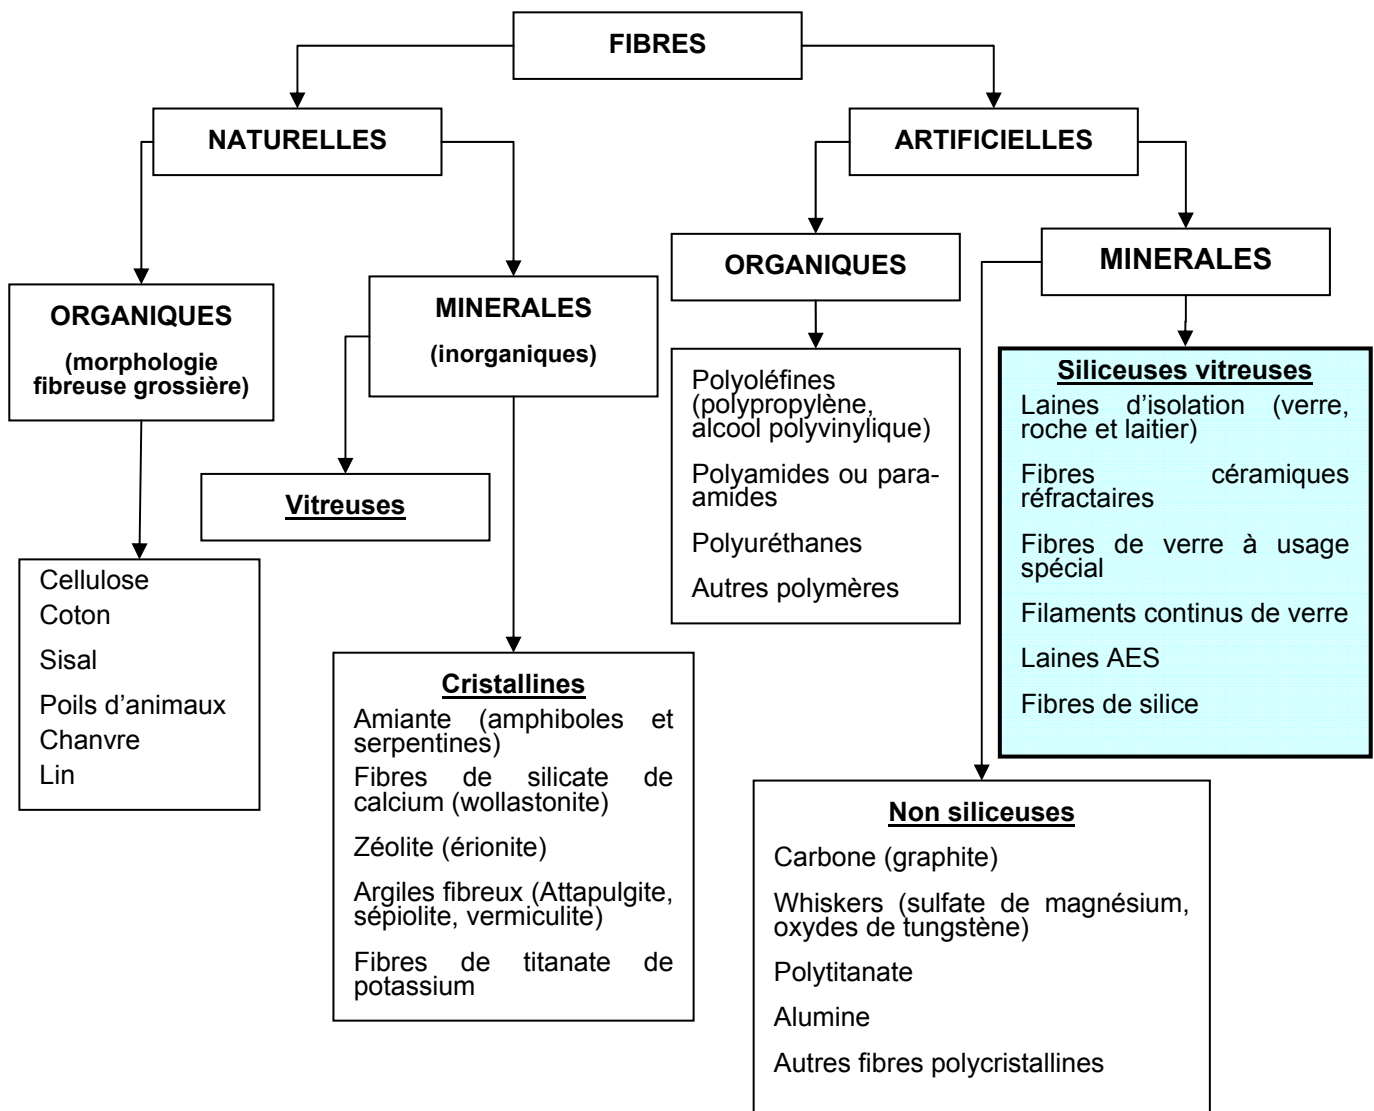 FIBRES
NATURELLES
ARTIFICIELLES
ORGANIQUES
(morphologie
fibreuse grossière)
MINERALES
(inorganiques)
ORGANIQUES
MINERALES
Vitreuses
Cellulose
Coton
Sisal
Poils d’animaux
Chanvre
Lin
Cristallines
Amiante (amphiboles et
serpentines)
Fibres de silicate de
calcium (wollastonite)
Zéolite (érionite)
Argiles fibreux (Attapulgite,
sépiolite, vermiculite)
Fibres de titanate de
potassium
Polyoléfines
(polypropylène,
alcool polyvinylique)
Polyamides ou para-
amides
Polyuréthanes
Autres polymères
Siliceuses vitreuses
Laines d’isolation (verre,
roche et laitier)
Fibres céramiques
réfractaires
Fibres de verre à usage
spécial
Filaments continus de verre
Laines AES
Fibres de silice
Non siliceuses
Carbone (graphite)
Whiskers (sulfate de magnésium,
oxydes de tungstène)
Polytitanate
Alumine
Autres fibres polycristallines